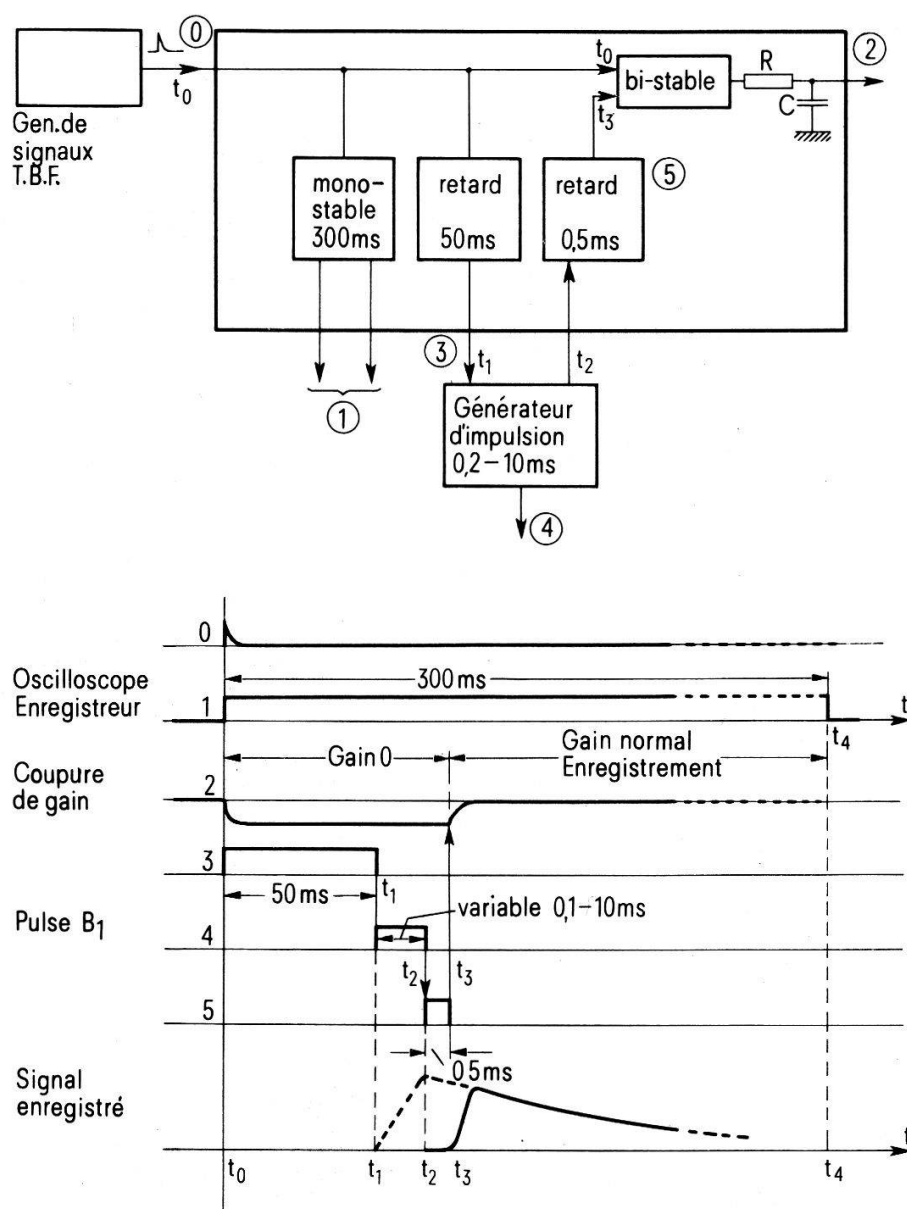 0
2
t0
t0
R
bi-stable
C
t3
Gén.de
signaux
T.B.F.
mono-
stable
300ms
retard
50ms
retard
0,5ms
5
3
t1
t2
1
Générateur
d'impulsion
0,2-10ms
4
0
Oscilloscope
Enregistreur
1
300ms
t
t4
Coupure
de gain
2
Gain 0
Gain normal
Enregistrement
3
50ms
t1
Pulse B1
4
variable 0,1-10ms
t2
t3
5
0 5ms
Signal
enregistré
t
t0
t1
t2
t3
t4